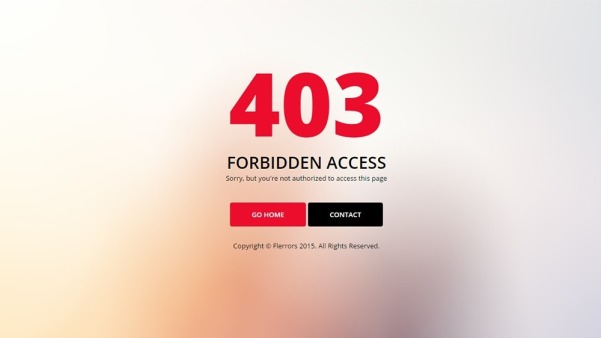 403
FORBIDDEN ACCESS
Sorry, but you're not authorized to access this page
GO HOME CONTACT
Copyright © Flerrors 2015. All Rights Reserved.